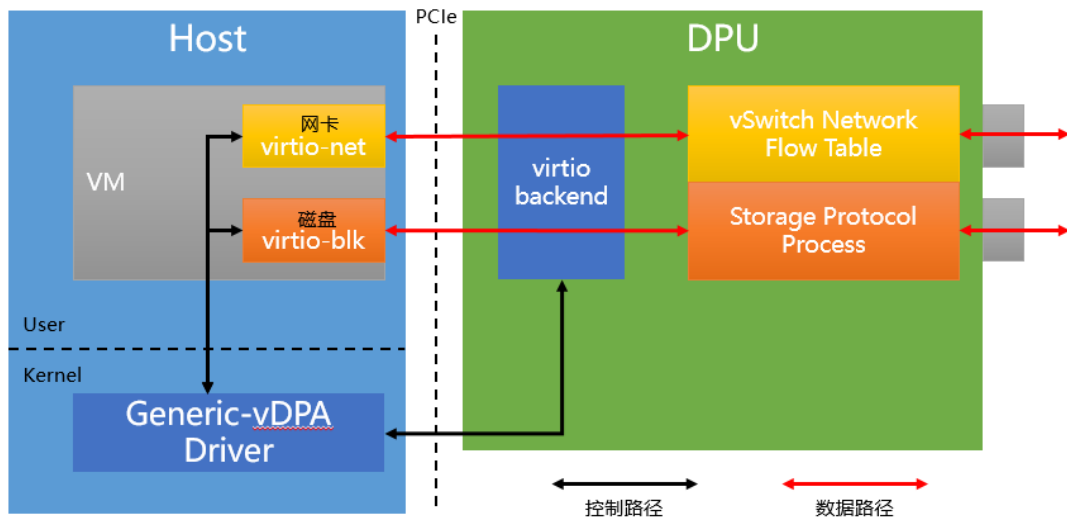 Host
PCIe
DPU
VM
网卡
virtio-net
磁盘
virtio-blk
virtio
backend
vSwitch Network
Flow Table
Storage Protocol
Process
User
Kernel
Generic-vDPA
Driver
控制路径
数据路径